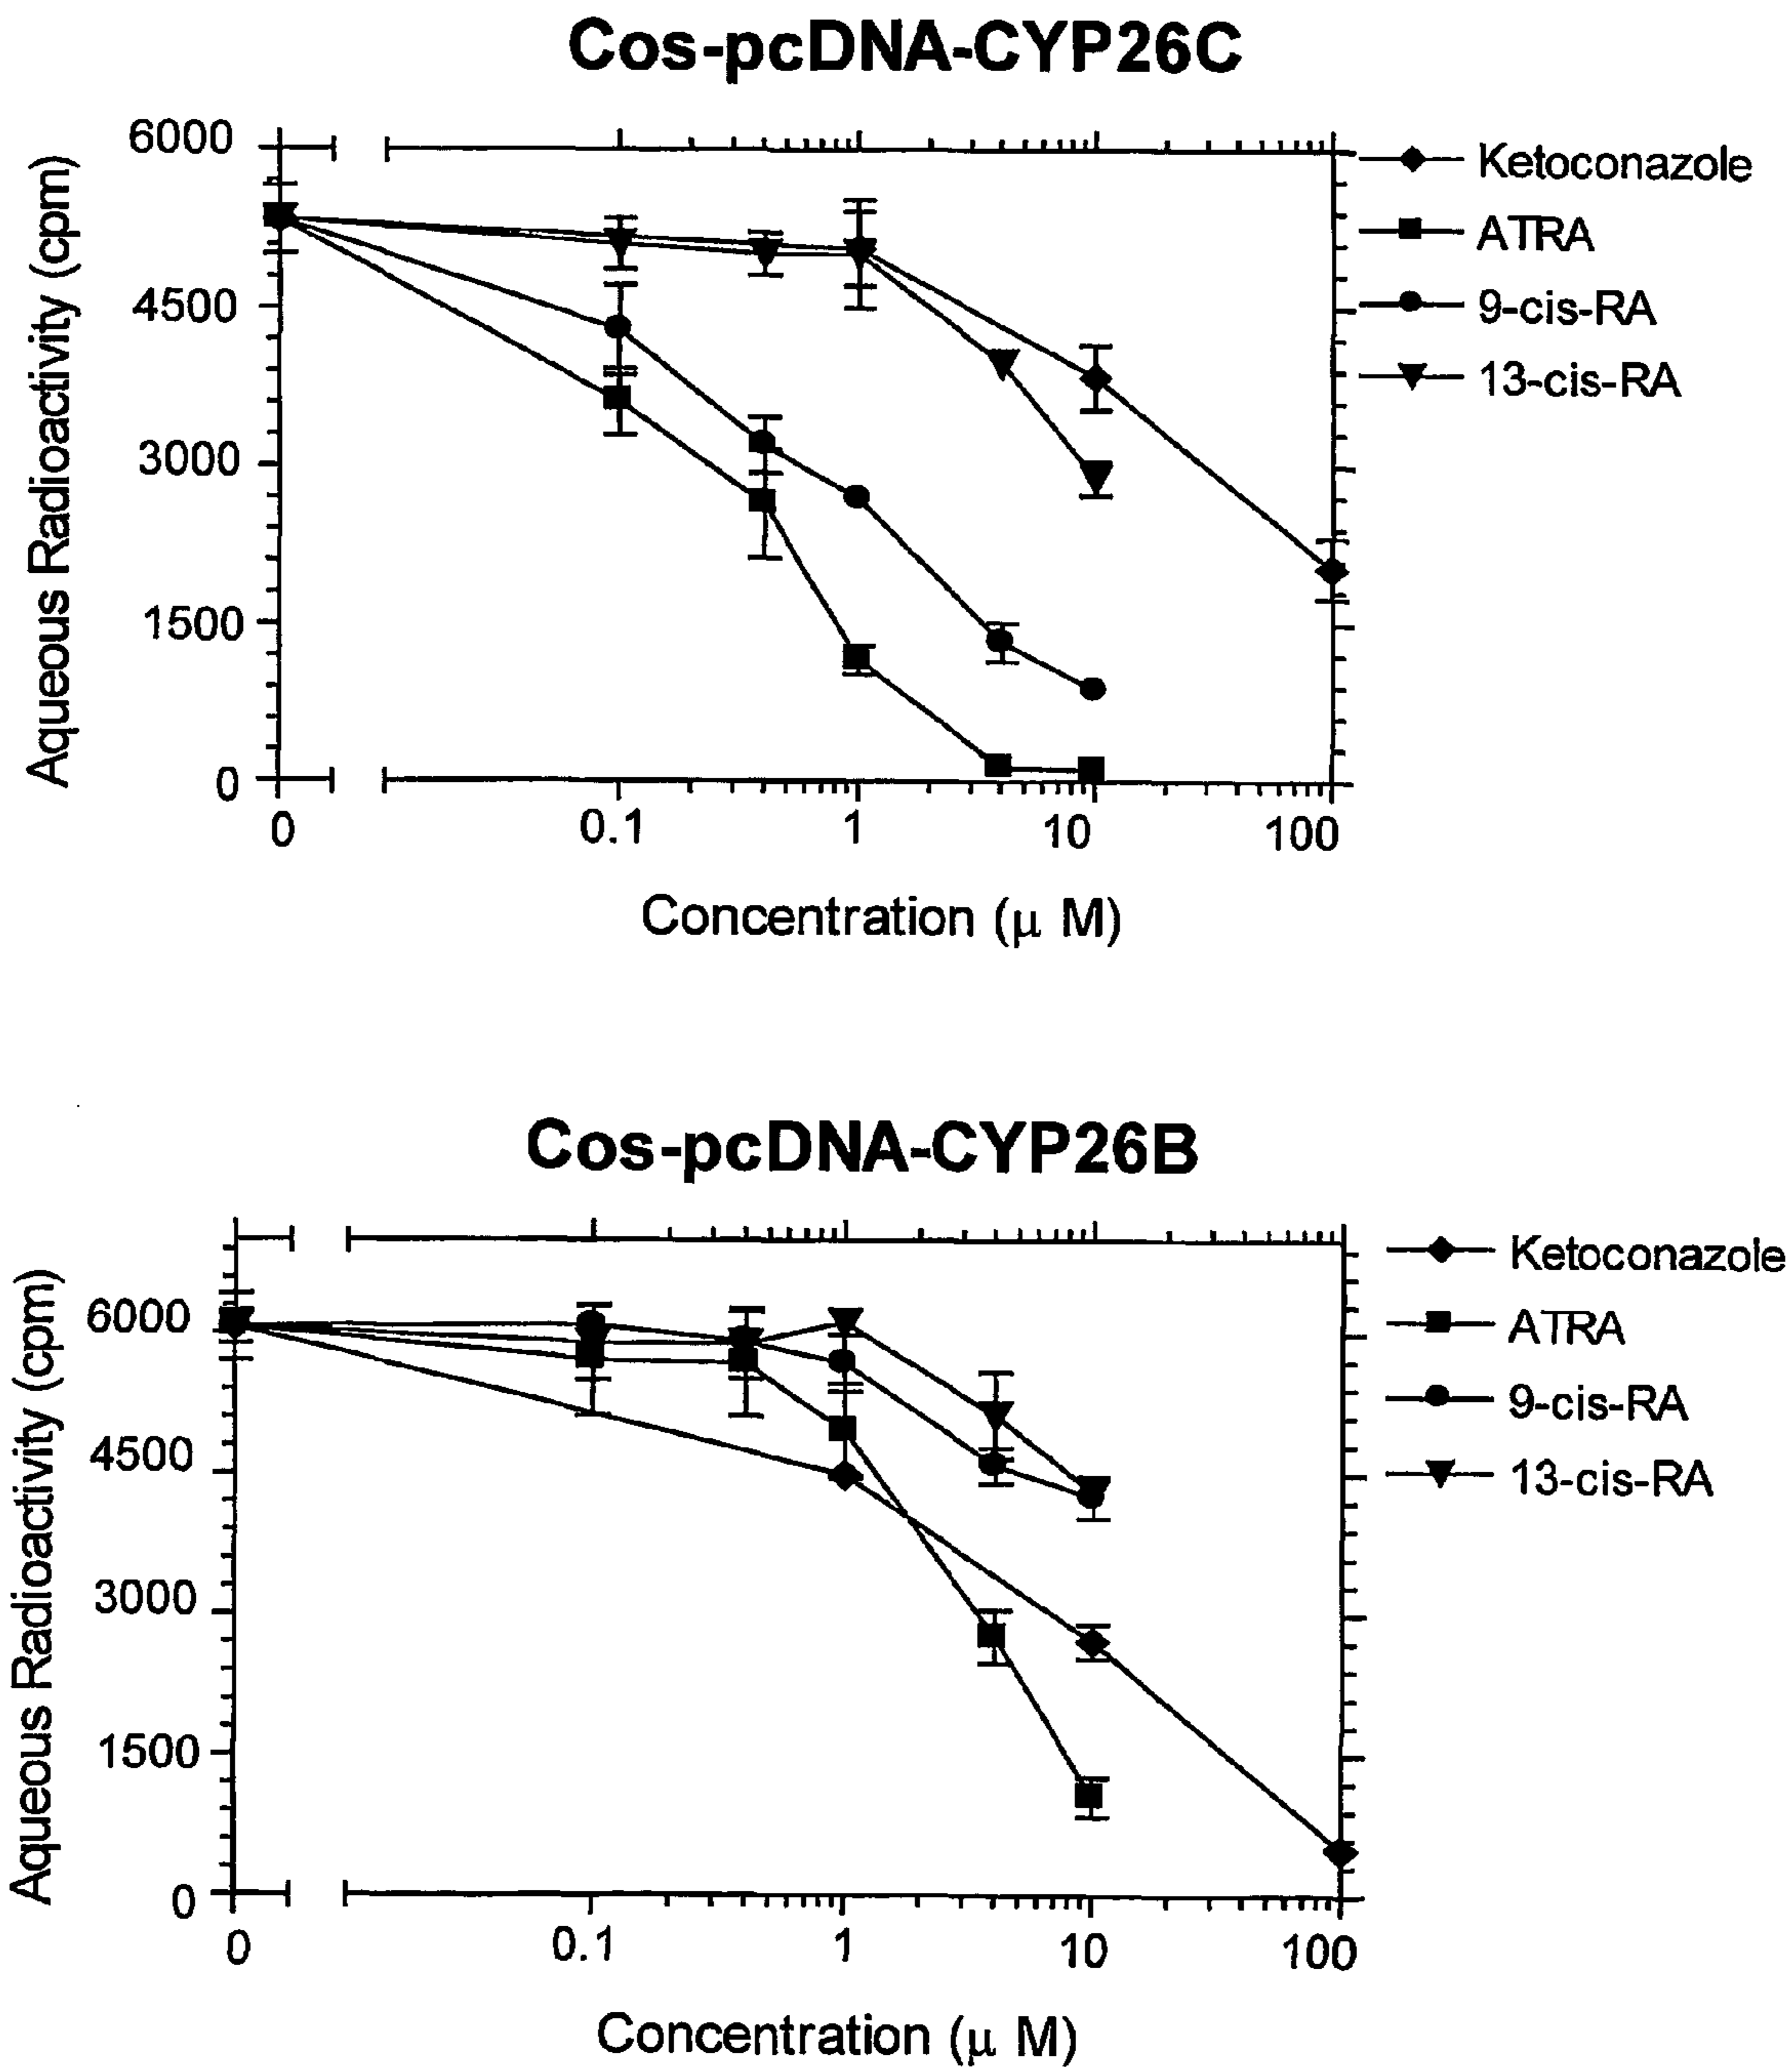 Cos-pcDNA-CYP26C
Aqueous Radioactivity (cpm)
6000
4500
3000
1500
0
0 0.1 1 10 100
Concentration (μ M)
Ketoconazole
ATRA
9-cis-RA
13-cis-RA
Cos-pcDNA-CYP26B
Aqueous Radioactivity (cpm)
6000
4500
3000
1500
0
0 0.1 1 10 100
Concentration (μ M)
Ketoconazole
ATRA
9-cis-RA
13-cis-RA